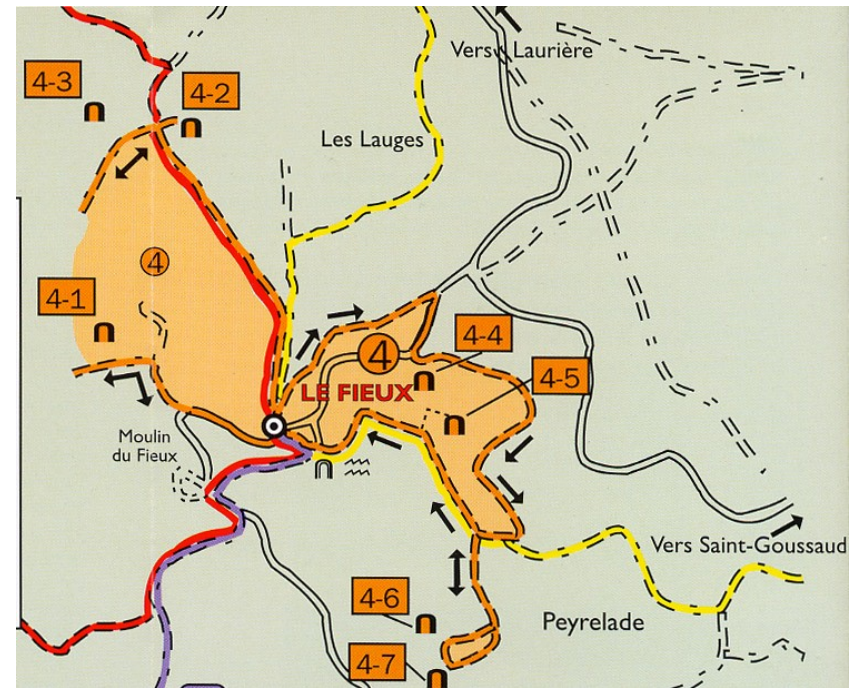 Vers Laurière
4-3
4-2
Les Lauges
4
4-1
4
4-4
LE FIEUX
4-5
Moulin
du Fieux
Vers Saint-Goussaud
4-6
Peyrelade
4-7